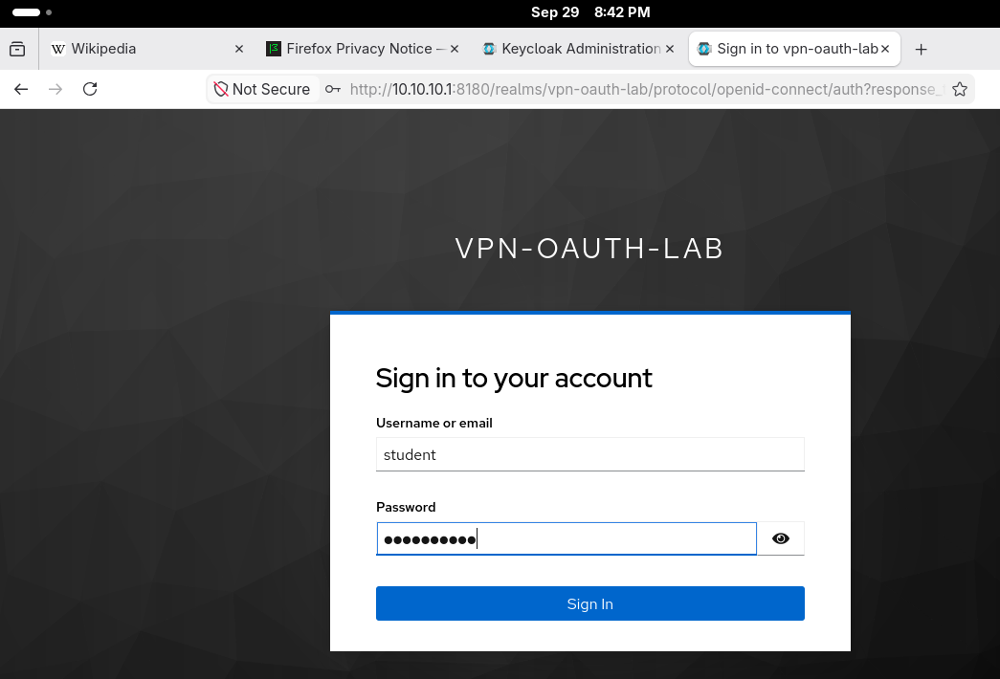 Sep 29 8:42 PM
Wikipedia
Firefox Privacy Notice —
Keycloak Administration
Sign in to vpn-oauth-lab
Not Secure
http://10.10.10.1:8180/realms/vpn-oauth-lab/protocol/openid-connect/auth?response_
VPN-OAUTH-LAB
Sign in to your account
Username or email
student
Password
Sign In